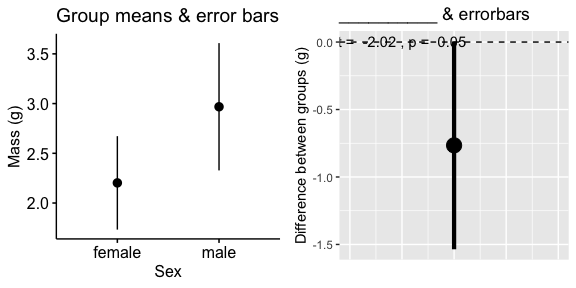 Group means & error bars
Mass (g)
3.5
3.0
2.5
2.0
female male
Sex
____________ & errorbars
Difference between groups (g)
0.0
-0.5
-1.0
-1.5
t = -2.02 , p = 0.05